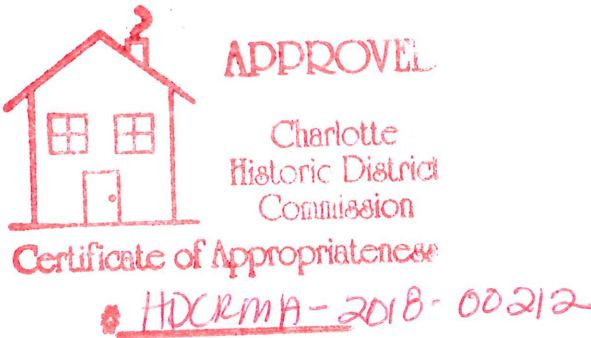 APPROVED
Charlotte
Historic District
Commission
Certificate of Appropriateness
# HDCRMA-2018-00212